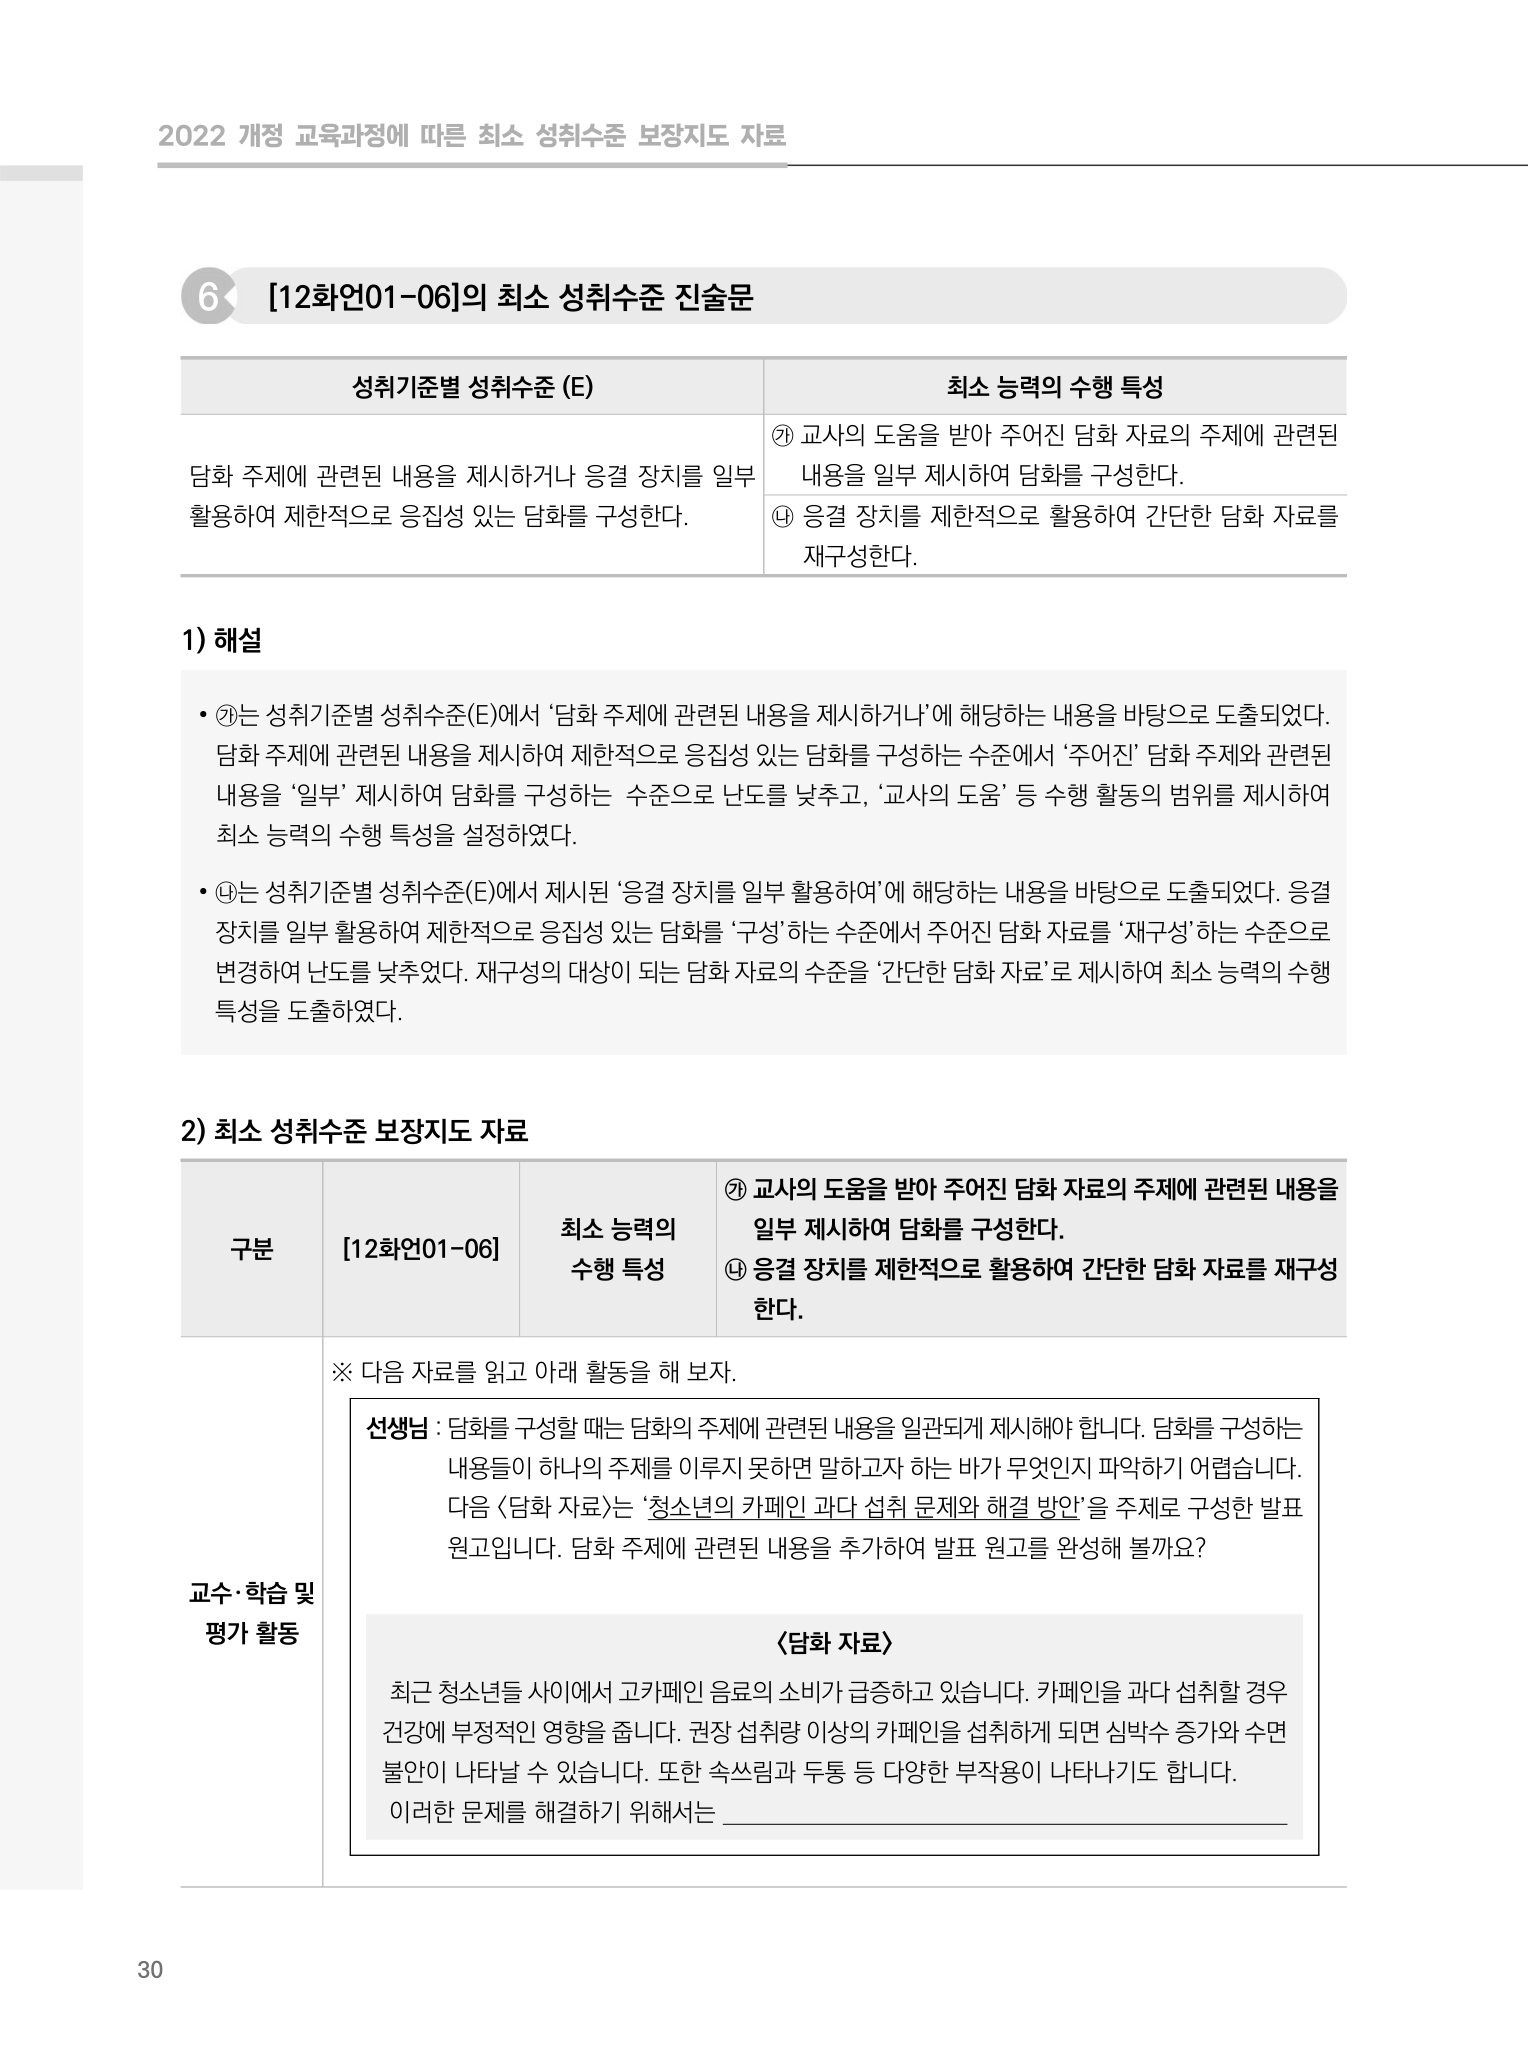 2022 개정 교육과정에 따른 최소 성취수준 보장지도 자료
6 [12화언01-06]의 최소 성취수준 진술문
성취기준별 성취수준 (E)
최소 능력의 수행 특성
담화 주제에 관련된 내용을 제시하거나 응결 장치를 일부
활용하여 제한적으로 응집성 있는 담화를 구성한다.
㉮ 교사의 도움을 받아 주어진 담화 자료의 주제에 관련된
내용을 일부 제시하여 담화를 구성한다.
㉯ 응결 장치를 제한적으로 활용하여 간단한 담화 자료를
재구성한다.
1) 해설
• ㉮는 성취기준별 성취수준(E)에서 ‘담화 주제에 관련된 내용을 제시하거나’에 해당하는 내용을 바탕으로 도출되었다.
담화 주제에 관련된 내용을 제시하여 제한적으로 응집성 있는 담화를 구성하는 수준에서 ‘주어진’ 담화 주제와 관련된
내용을 ‘일부’ 제시하여 담화를 구성하는 수준으로 난도를 낮추고, ‘교사의 도움’ 등 수행 활동의 범위를 제시하여
최소 능력의 수행 특성을 설정하였다.
• ㉯는 성취기준별 성취수준(E)에서 제시된 ‘응결 장치를 일부 활용하여’에 해당하는 내용을 바탕으로 도출되었다. 응결
장치를 일부 활용하여 제한적으로 응집성 있는 담화를 ‘구성’하는 수준에서 주어진 담화 자료를 ‘재구성’하는 수준으로
변경하여 난도를 낮추었다. 재구성의 대상이 되는 담화 자료의 수준을 ‘간단한 담화 자료’로 제시하여 최소 능력의 수행
특성을 도출하였다.
2) 최소 성취수준 보장지도 자료
구분
[12화언01-06]
최소 능력의
수행 특성
㉮ 교사의 도움을 받아 주어진 담화 자료의 주제에 관련된 내용을
일부 제시하여 담화를 구성한다.
㉯ 응결 장치를 제한적으로 활용하여 간단한 담화 자료를 재구성
한다.
교수·학습 및
평가 활동
※ 다음 자료를 읽고 아래 활동을 해 보자.
선생님 : 담화를 구성할 때는 담화의 주제에 관련된 내용을 일관되게 제시해야 합니다. 담화를 구성하는
내용들이 하나의 주제를 이루지 못하면 말하고자 하는 바가 무엇인지 파악하기 어렵습니다.
다음 〈담화 자료〉는 ‘청소년의 카페인 과다 섭취 문제와 해결 방안’을 주제로 구성한 발표
원고입니다. 담화 주제에 관련된 내용을 추가하여 발표 원고를 완성해 볼까요?
〈담화 자료〉
최근 청소년들 사이에서 고카페인 음료의 소비가 급증하고 있습니다. 카페인을 과다 섭취할 경우
건강에 부정적인 영향을 줍니다. 권장 섭취량 이상의 카페인을 섭취하게 되면 심박수 증가와 수면
불안이 나타날 수 있습니다. 또한 속쓰림과 두통 등 다양한 부작용이 나타나기도 합니다.
이러한 문제를 해결하기 위해서는
30